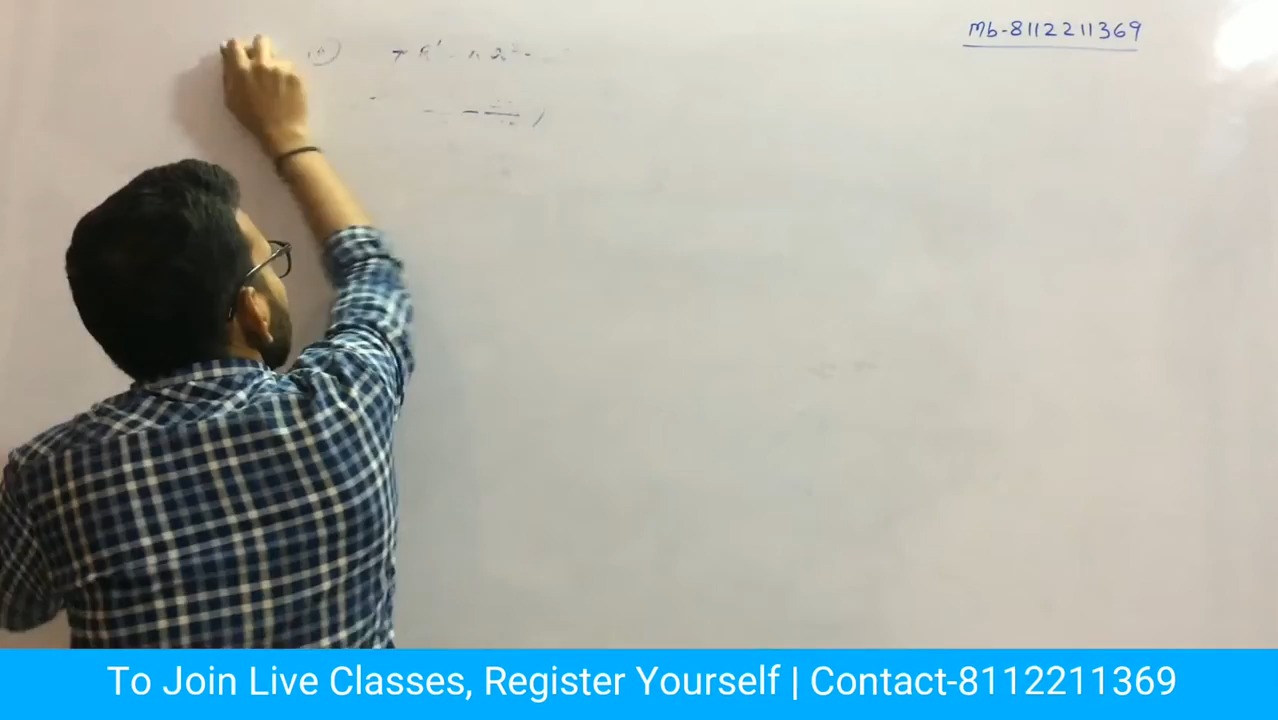 Mb-8112211369
To Join Live Classes, Register Yourself | Contact-8112211369